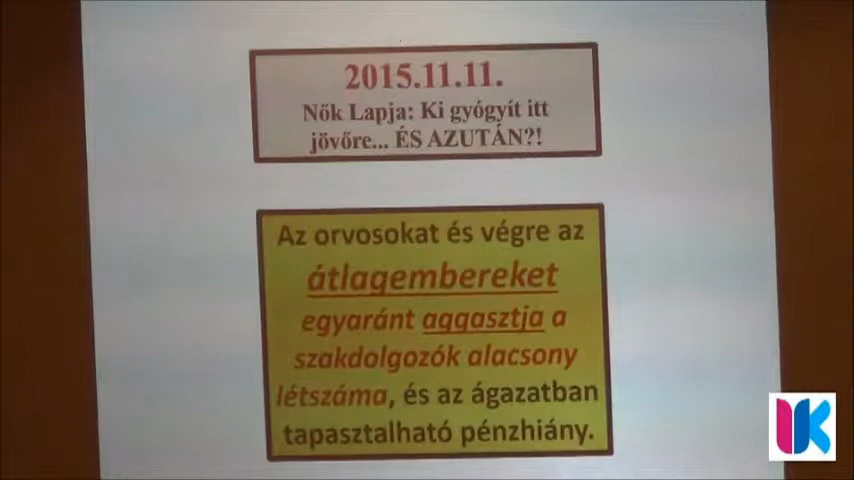 2015.11.11.
Nők Lapja: Ki gyógyít itt
jövőre... ÉS AZUTÁN?!
Az orvosokat és végre az
átlagembereket
egyaránt aggasztja a
szakdolgozók alacsony
létszáma, és az ágazatban
tapasztalható pénzhiány.